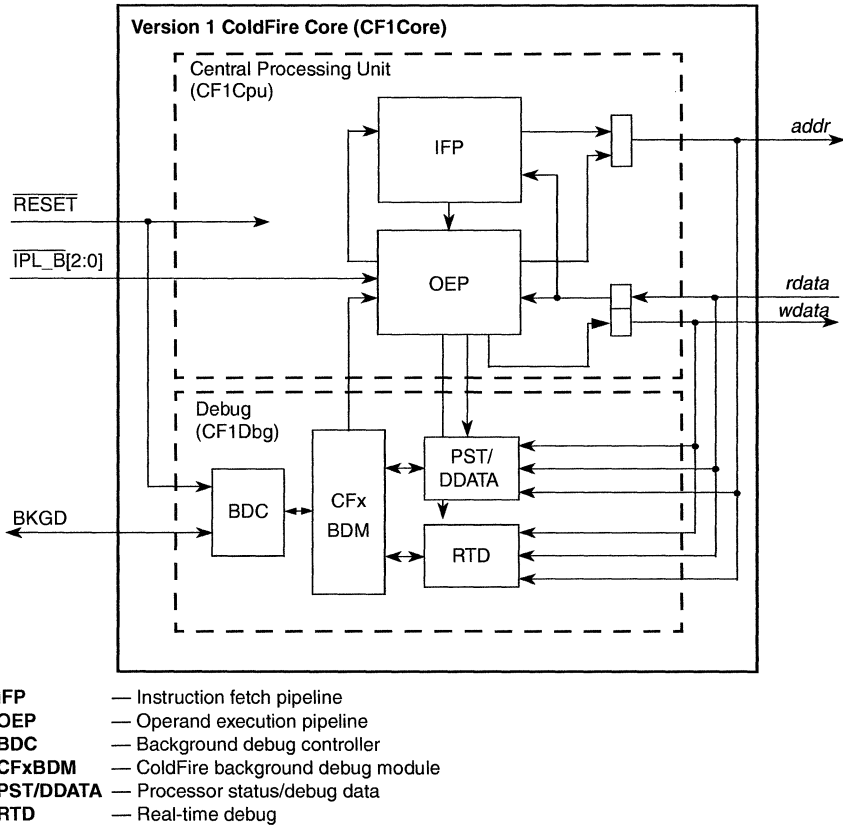 Version 1 ColdFire Core (CF1Core)
Central Processing Unit
(CF1Cpu)
IFP
addr
RESET
IPL_B[2:0]
OEP
rdata
wdata
Debug
(CF1Dbg)
PST/
DDATA
CFx
BDM
BDC
BKGD
RTD
IFP — Instruction fetch pipeline
OEP — Operand execution pipeline
BDC — Background debug controller
CFxBDM — ColdFire background debug module
PST/DDATA — Processor status/debug data
RTD — Real-time debug